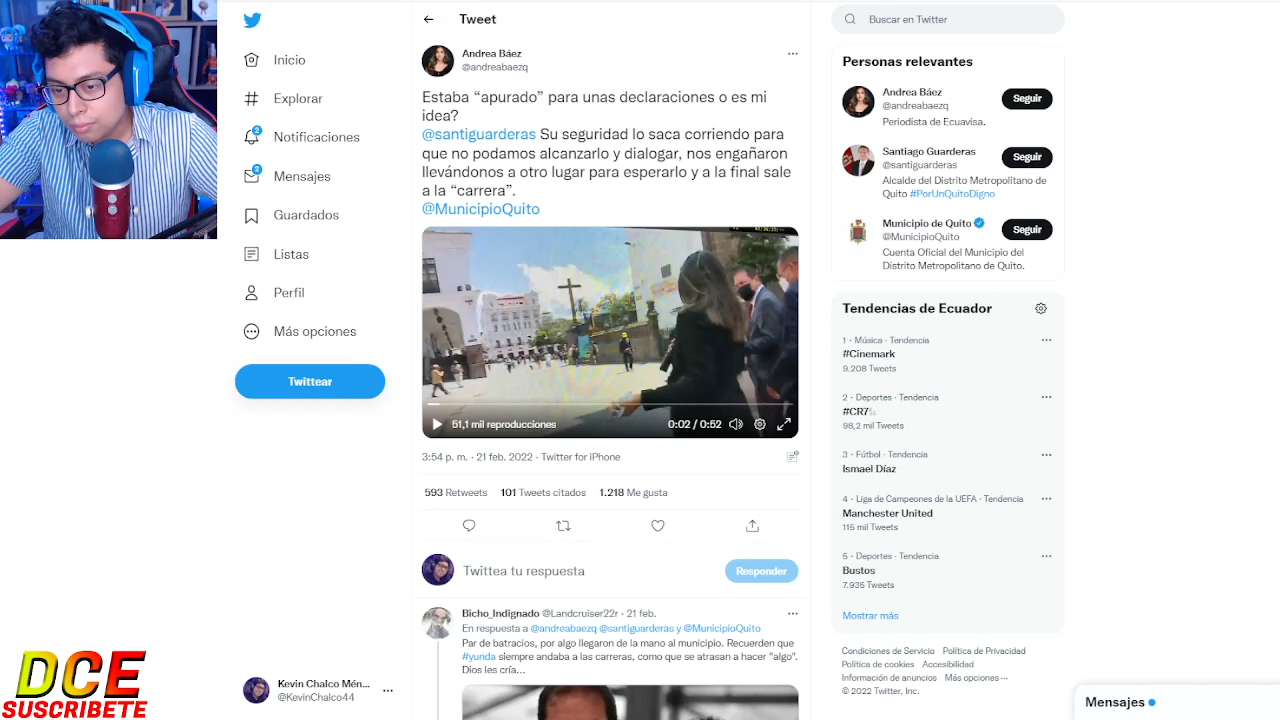 Inicio
Explorar
2
Notificaciones
2
Mensajes
Guardados
Listas
Perfil
Más opciones
Twittear
DCE
SUSCRIBETE
Kevin Chalco Mén...
@KevinChalco44
Tweet
Andrea Báez
@andreabaezq
Estaba “apurado” para unas declaraciones o es mi
idea?
@santiguarderas Su seguridad lo saca corriendo para
que no podamos alcanzarlo y dialogar, nos engañaron
llevándonos a otro lugar para esperarlo y a la final sale
a la “carrera”.
@MunicipioQuito
51,1 mil reproducciones
0:02 / 0:52
3:54 p. m. · 21 feb. 2022 · Twitter for iPhone
593 Retweets 101 Tweets citados 1.218 Me gusta
Twittea tu respuesta
Responder
Bicho_Indignado @Landcruiser22r · 21 feb.
En respuesta a @andreabaezq @santiguarderas y @MunicipioQuito
Par de batracios, por algo llegaron de la mano al municipio. Recuerden que
#yunda siempre andaba a las carreras, como que se atrasan a hacer "algo".
Dios les cría...
Buscar en Twitter
Personas relevantes
Andrea Báez
@andreabaezq
Seguir
Periodista de Ecuavisa.
Santiago Guarderas
@santiguarderas
Seguir
Alcalde del Distrito Metropolitano de
Quito #PorUnQuitoDigno
Municipio de Quito
@MunicipioQuito
Seguir
Cuenta Oficial del Municipio del
Distrito Metropolitano de Quito.
Tendencias de Ecuador
1 · Música · Tendencia
#Cinemark
9.208 Tweets
2 · Deportes · Tendencia
#CR7
98,2 mil Tweets
3 · Fútbol · Tendencia
Ismael Díaz
4 · Liga de Campeones de la UEFA · Tendencia
Manchester United
115 mil Tweets
5 · Deportes · Tendencia
Bustos
7.935 Tweets
Mostrar más
Condiciones de Servicio Política de Privacidad
Política de cookies Accesibilidad
Información de anuncios Más opciones ···
© 2022 Twitter, Inc.
Mensajes